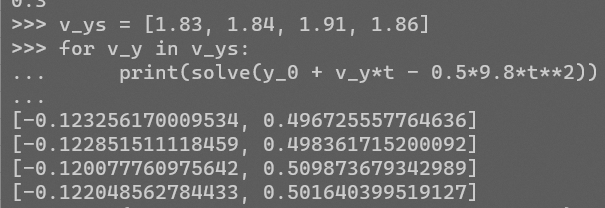 0.3
>>> v_ys = [1.83, 1.84, 1.91, 1.86]
>>> for v_y in v_ys:
...     print(solve(y_0 + v_y*t - 0.5*9.8*t**2))
...
[-0.123256170009534, 0.496725557764636]
[-0.122851511118459, 0.498361715200092]
[-0.120077760975642, 0.509873679342989]
[-0.122048562784433, 0.501640399519127]